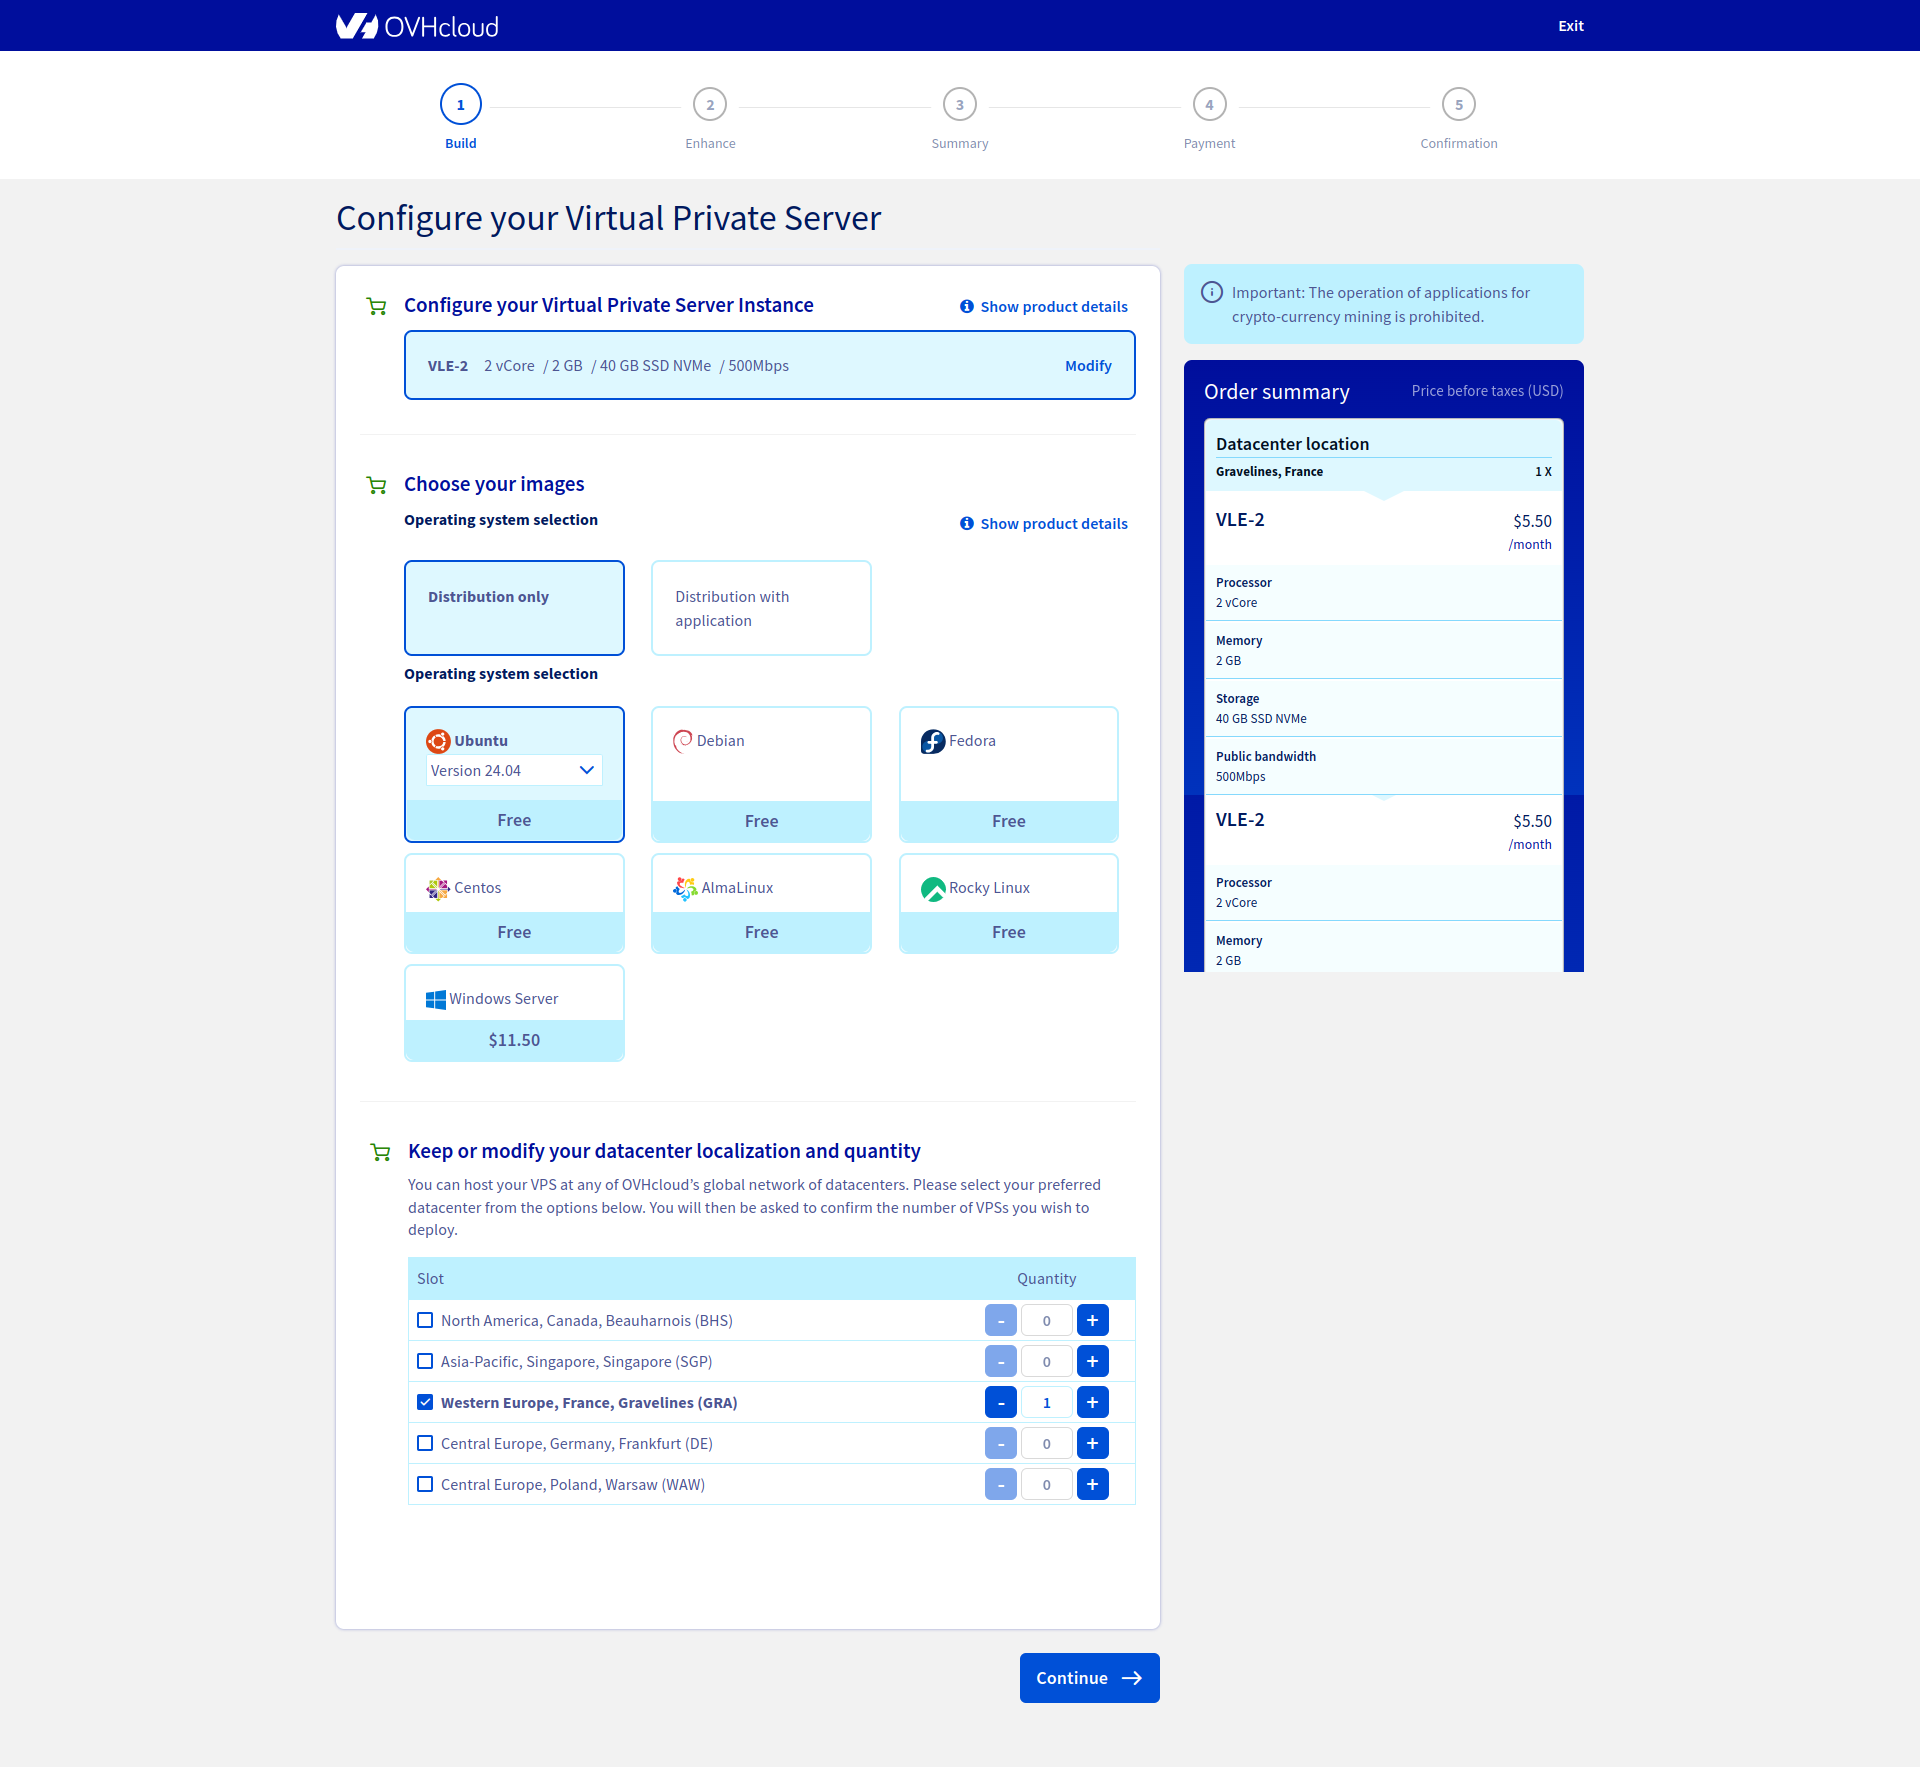 OVHcloud
Exit
1
2
3
4
5
Build
Enhance
Summary
Payment
Confirmation
Configure your Virtual Private Server
Configure your Virtual Private Server Instance
Show product details
VLE-2 2 vCore / 2 GB / 40 GB SSD NVMe / 500Mbps
Modify
Choose your images
Operating system selection
Show product details
Distribution only
Distribution with
application
Operating system selection
Ubuntu
Version 24.04
Free
Debian
Free
Fedora
Free
Centos
Free
AlmaLinux
Free
Rocky Linux
Free
Windows Server
$11.50
Keep or modify your datacenter localization and quantity
You can host your VPS at any of OVHcloud’s global network of datacenters. Please select your preferred
datacenter from the options below. You will then be asked to confirm the number of VPSs you wish to
deploy.
Slot Quantity
North America, Canada, Beauharnois (BHS) - 0 +
Asia-Pacific, Singapore, Singapore (SGP) - 0 +
Western Europe, France, Gravelines (GRA) - 1 +
Central Europe, Germany, Frankfurt (DE) - 0 +
Central Europe, Poland, Warsaw (WAW) - 0 +
Continue
Important: The operation of applications for
crypto-currency mining is prohibited.
Order summary
Price before taxes (USD)
Datacenter location
Gravelines, France 1 X
VLE-2 $5.50
/month
Processor
2 vCore
Memory
2 GB
Storage
40 GB SSD NVMe
Public bandwidth
500Mbps
VLE-2 $5.50
/month
Processor
2 vCore
Memory
2 GB